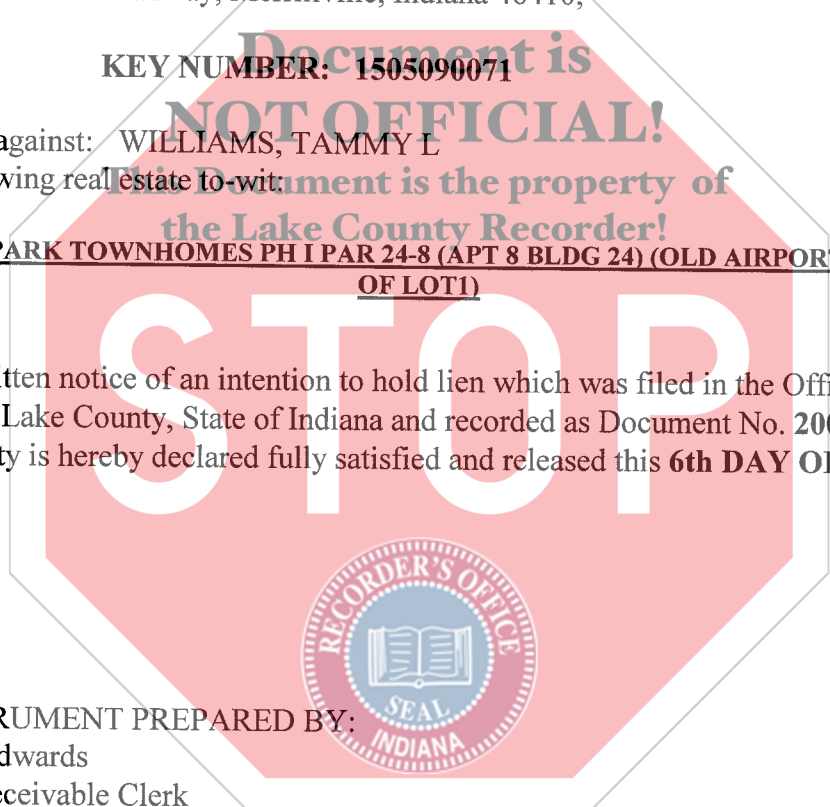 Merrillville, Indiana 46410,
Document is
KEY NUMBER: 1505090071
NOT OFFICIAL!
against: WILLIAMS, TAMMY L
This Document is the property of
wing real estate to-wit:
the Lake County Recorder!
PARK TOWNHOMES PH I PAR 24-8 (APT 8 BLDG 24) (OLD AIRPORT
OF LOT1)
STOP
itten notice of an intention to hold lien which was filed in the Offi
Lake County, State of Indiana and recorded as Document No. 200
ty is hereby declared fully satisfied and released this 6th DAY OF
RECORDER'S OFFICE
SEAL
INDIANA
RUMENT PREPARED BY:
dwards
eceivable Clerk